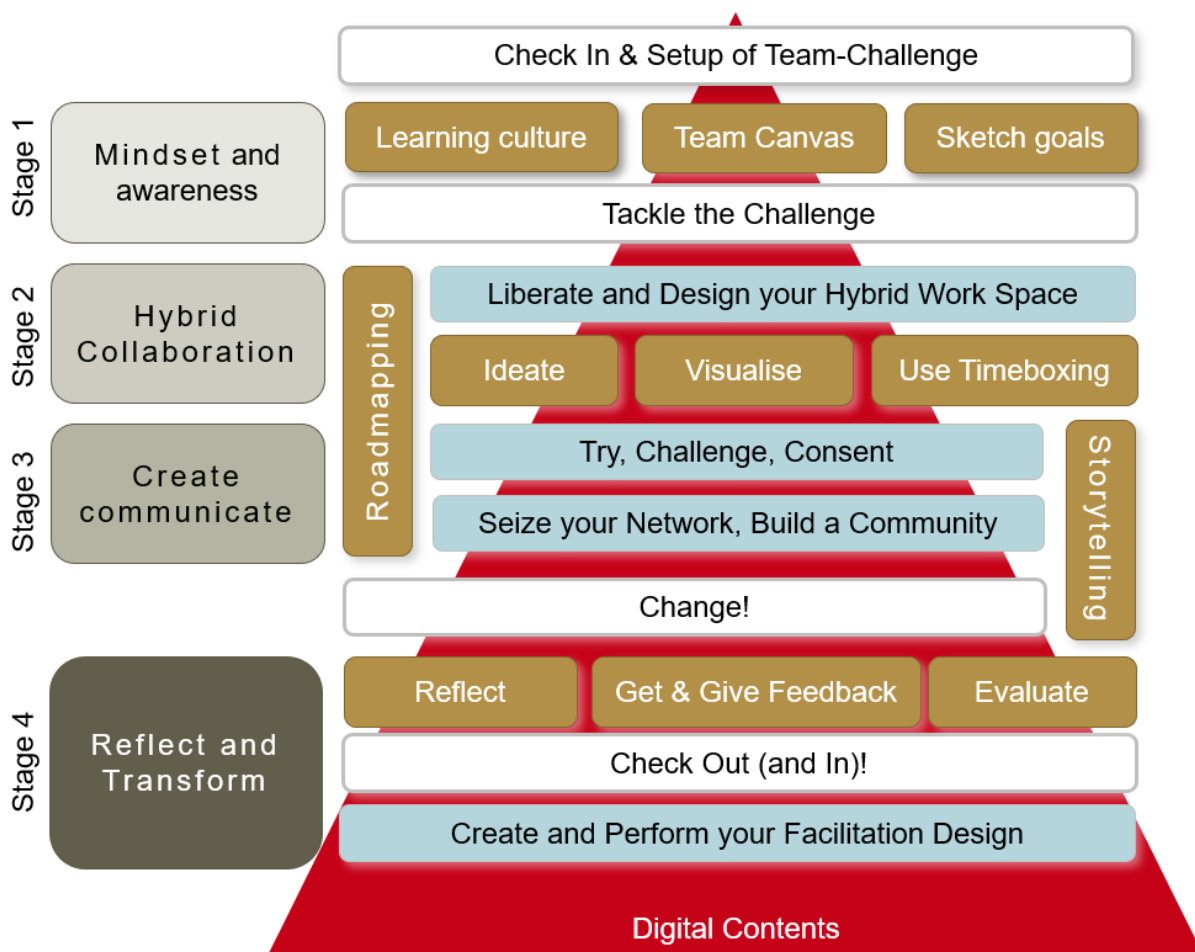 Check In & Setup of Team-Challenge
Stage 1
Mindset and
awareness
Learning culture
Team Canvas
Sketch goals
Tackle the Challenge
Stage 2
Hybrid
Collaboration
Roadmapping
Liberate and Design your Hybrid Work Space
Ideate
Visualise
Use Timeboxing
Stage 3
Create
communicate
Try, Challenge, Consent
Seize your Network, Build a Community
Storytelling
Change!
Stage 4
Reflect and
Transform
Reflect
Get & Give Feedback
Evaluate
Check Out (and In)!
Create and Perform your Facilitation Design
Digital Contents